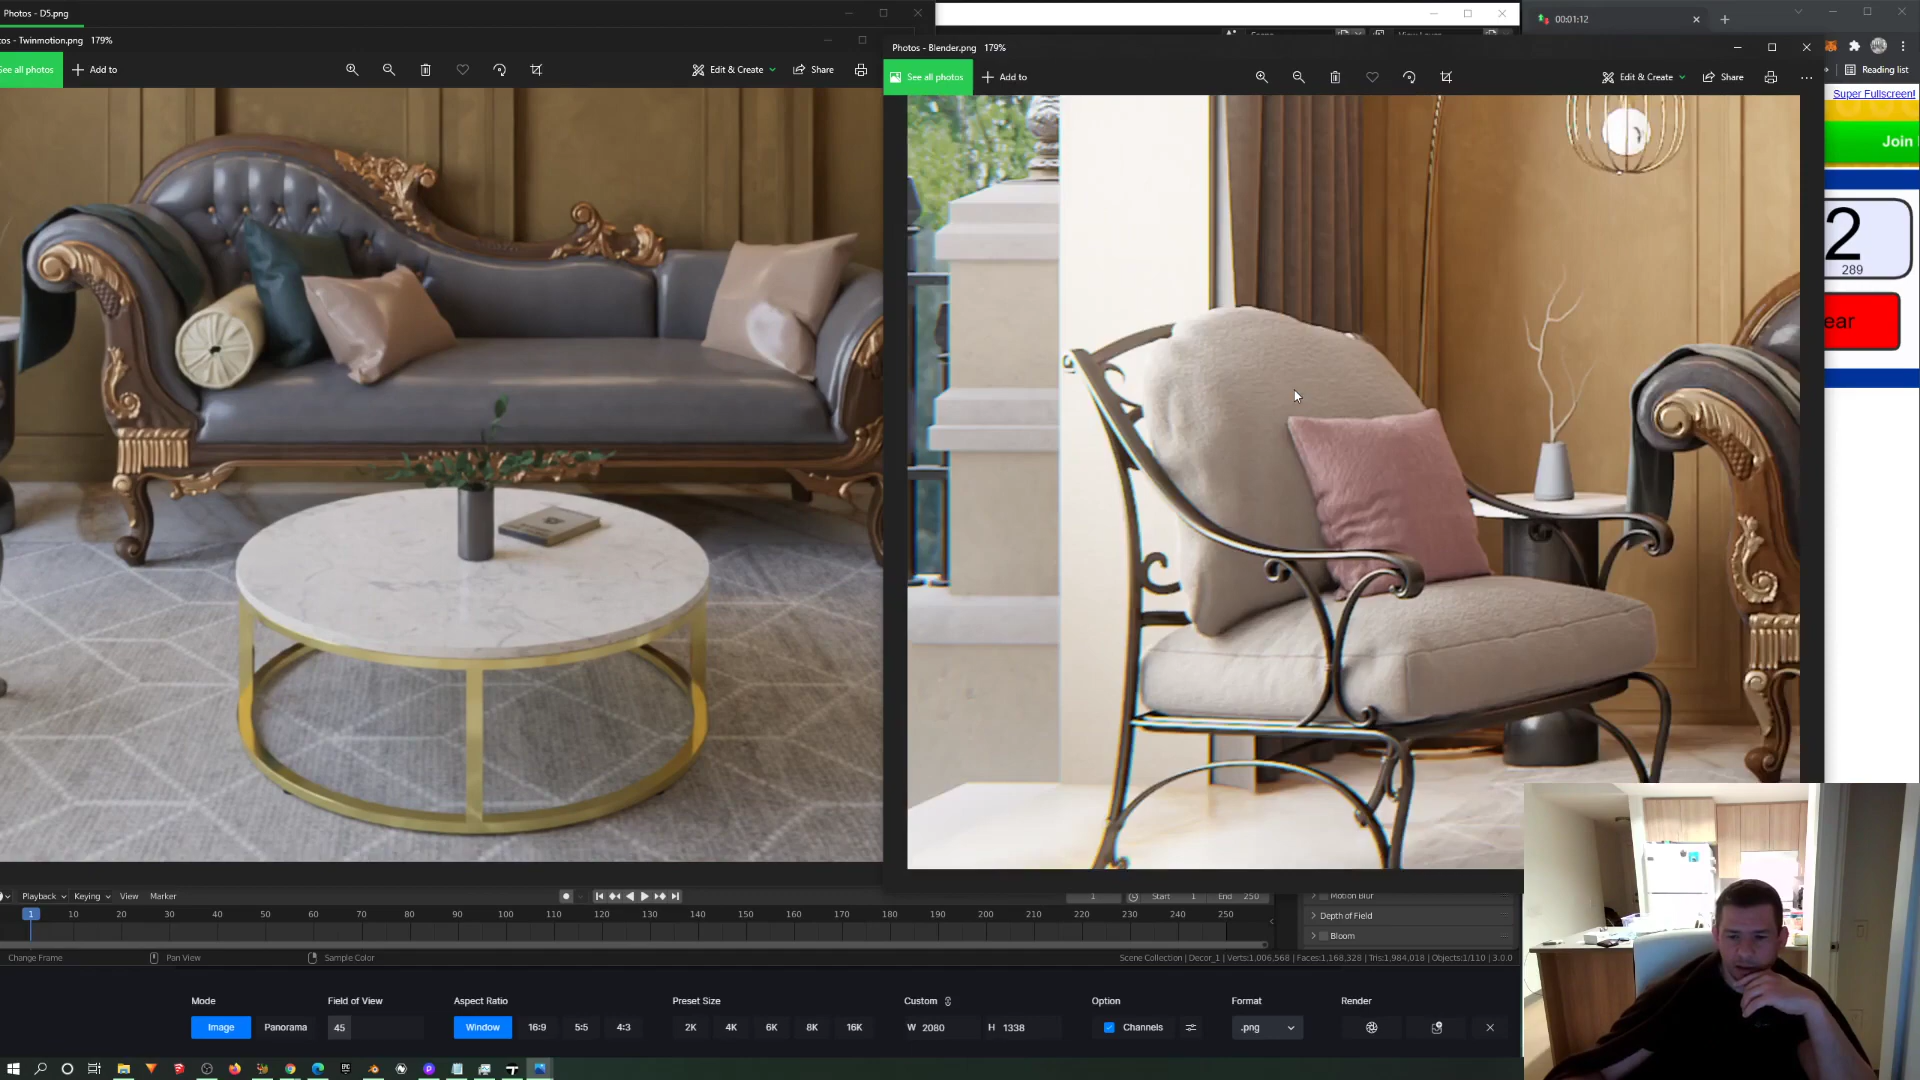 Photos - D5.png
os - Twinmotion.png 179%
See all photos
Add to
Edit & Create
Share
Photos - Blender.png 179%
See all photos
Add to
Edit & Create
Share
00:01:12
Reading list
Super Fullscreen!
Join
2
289
ear
Playback
Keying
View
Marker
1
Start 1
End 250
1 10 20 30 40 50 60 70 80 90 100 110 120 130 140 150 160 170 180 190 200 210 220 230 240 250
Motion Blur
Depth of Field
Bloom
Change Frame
Pan View
Sample Color
Scene Collection | Decor_1 | Verts:1,006,568 | Faces:1,168,328 | Tris:1,984,018 | Objects:1/110 | 3.0.0
Mode
Field of View
Aspect Ratio
Preset Size
Custom
Option
Format
Render
Image
Panorama
45
Window
16:9
5:5
4:3
2K
4K
6K
8K
16K
W 2080
H 1338
Channels
.png